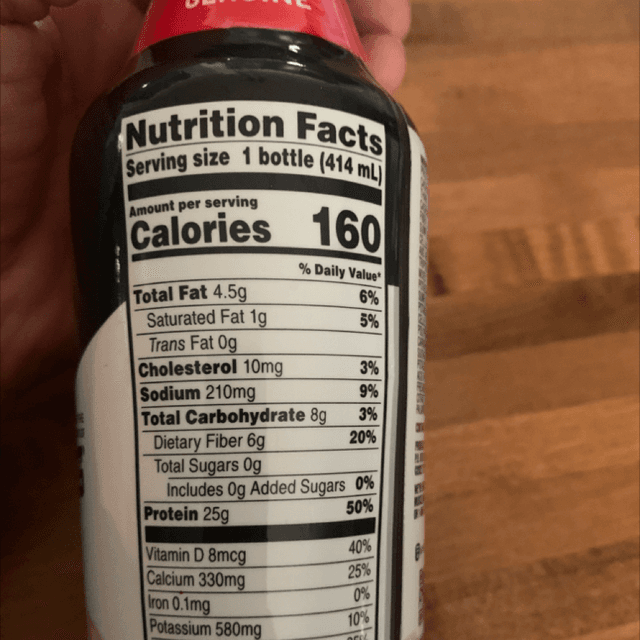 GENUINE
Nutrition Facts
Serving size 1 bottle (414 mL)
Amount per serving
Calories 160
% Daily Value*
Total Fat 4.5g 6%
Saturated Fat 1g 5%
Trans Fat 0g
Cholesterol 10mg 3%
Sodium 210mg 9%
Total Carbohydrate 8g 3%
Dietary Fiber 6g 20%
Total Sugars 0g
Includes 0g Added Sugars 0%
Protein 25g 50%
Vitamin D 8mcg 40%
Calcium 330mg 25%
Iron 0.1mg 0%
Potassium 580mg 10%